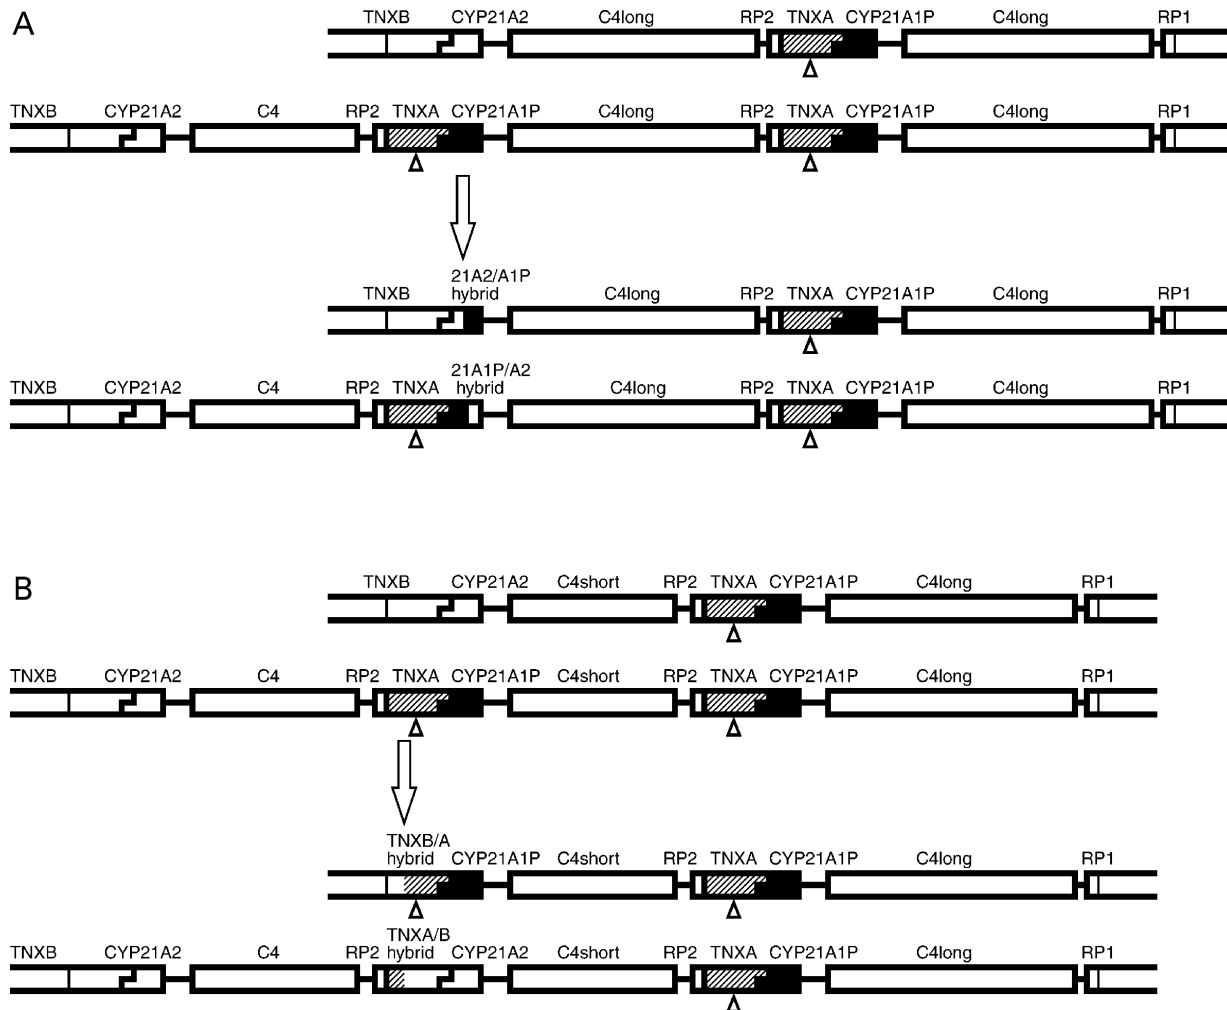 A
TNXB CYP21A2 C4long RP2 TNXA CYP21A1P C4long RP1
TNXB CYP21A2 C4 RP2 TNXA CYP21A1P C4long RP2 TNXA CYP21A1P C4long RP1
21A2/A1P
TNXB hybrid C4long RP2 TNXA CYP21A1P C4long RP1
21A1P/A2
TNXB CYP21A2 C4 RP2 TNXA hybrid C4long RP2 TNXA CYP21A1P C4long RP1
B
TNXB CYP21A2 C4short RP2 TNXA CYP21A1P C4long RP1
TNXB CYP21A2 C4 RP2 TNXA CYP21A1P C4short RP2 TNXA CYP21A1P C4long RP1
TNXB/A
hybrid CYP21A1P C4short RP2 TNXA CYP21A1P C4long RP1
TNXA/B
TNXB CYP21A2 C4 RP2 hybrid CYP21A2 C4short RP2 TNXA CYP21A1P C4long RP1